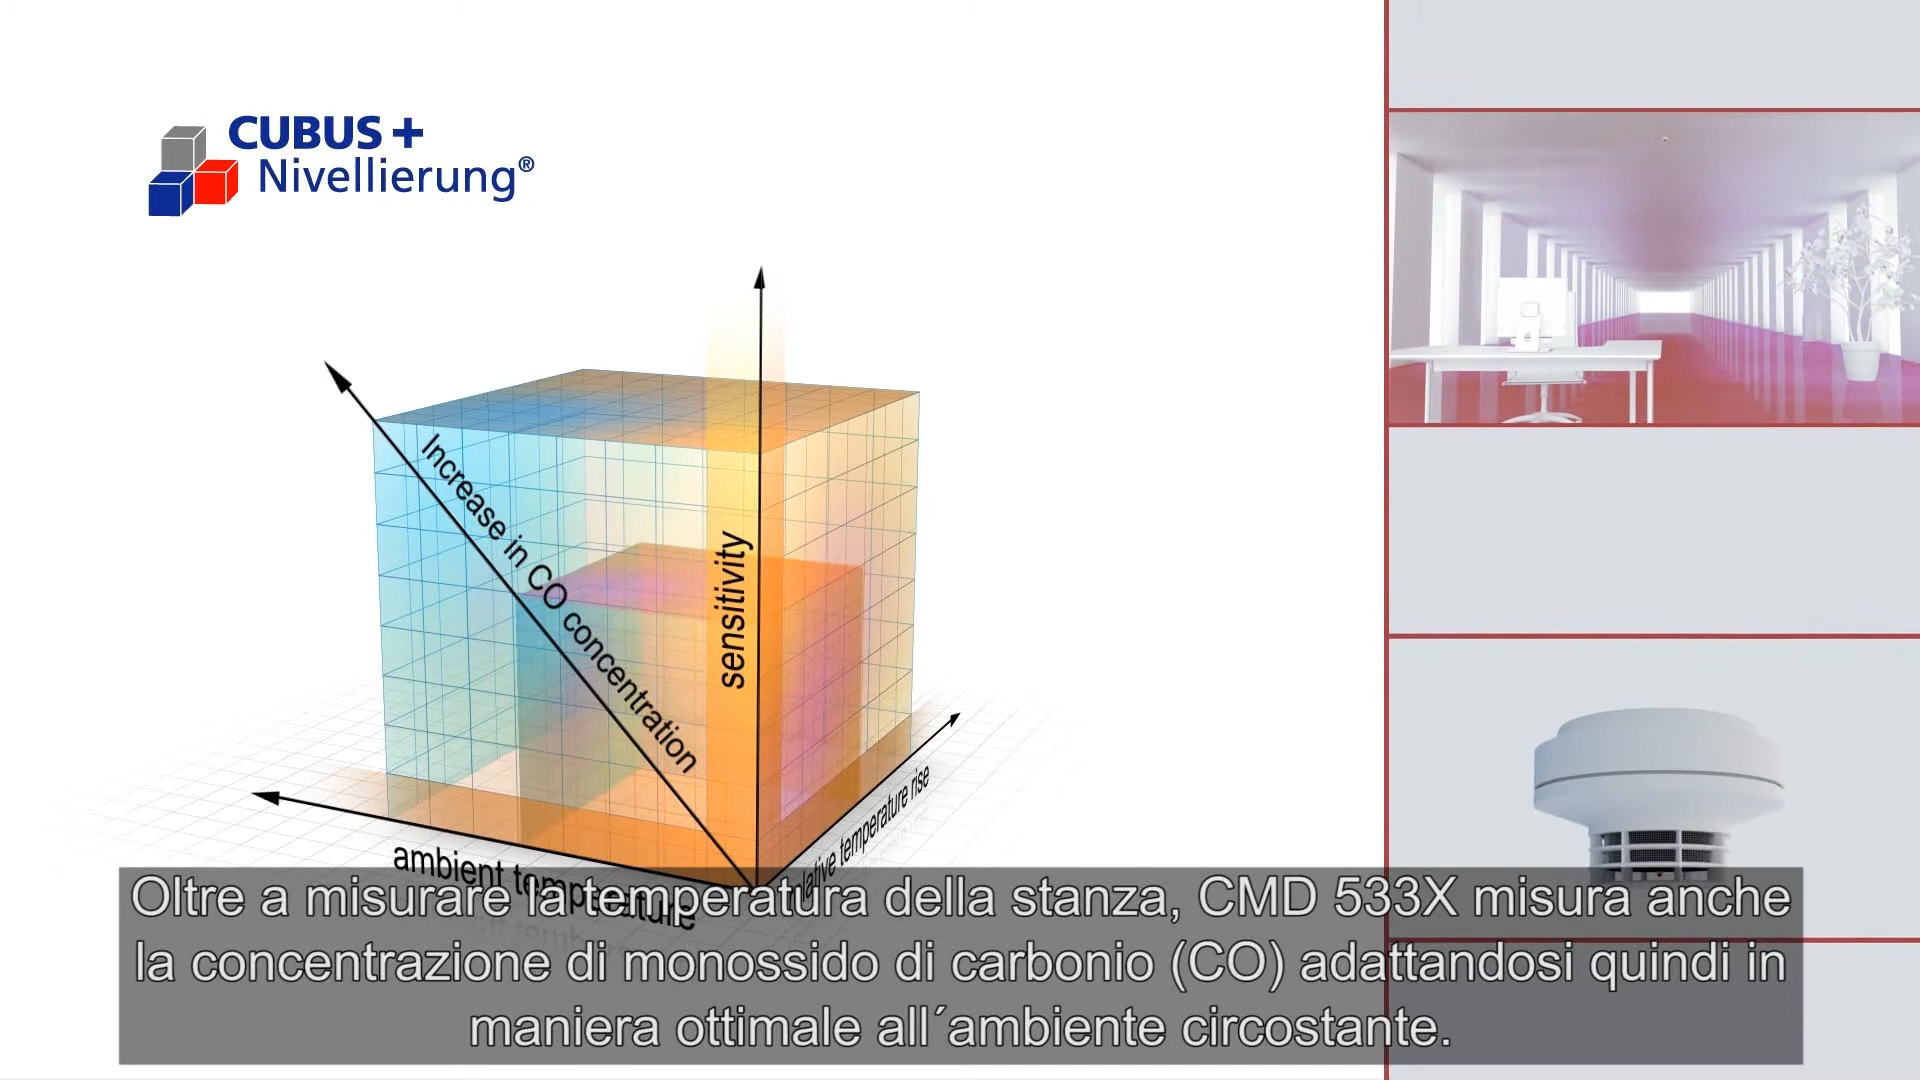 CUBUS +
Nivellierung®
Increase in CO concentration
sensitivity
ambient temperature
relative temperature rise
Oltre a misurare la temperatura della stanza, CMD 533X misura anche
la concentrazione di monossido di carbonio (CO) adattandosi quindi in
maniera ottimale all´ambiente circostante.